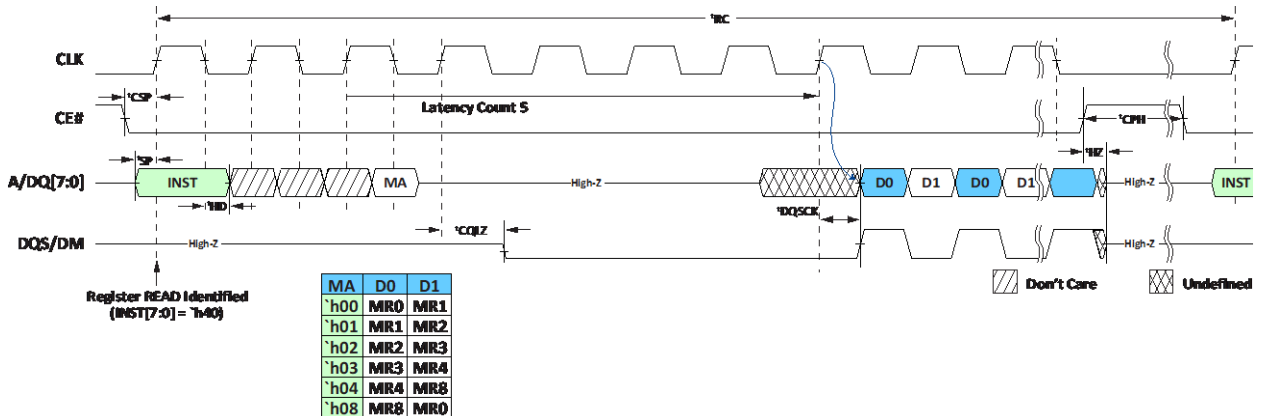 tRC
CLK
tCSP
Latency Count 5
CE#
tCPH
tSP
tHZ
A/DQ[7:0]
INST
MA
High-Z
D0
D1
D0
D1
High-Z
INST
tHD
tDQSCK
tCQLZ
DQS/DM
High-Z
High-Z
Register READ Identified
(INST[7:0] = `h40)
Don't Care
Undefined
MA D0 D1
`h00 MR0 MR1
`h01 MR1 MR2
`h02 MR2 MR3
`h03 MR3 MR4
`h04 MR4 MR8
`h08 MR8 MR0